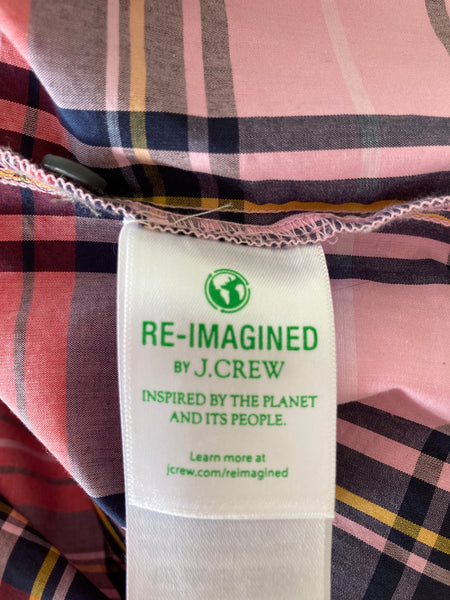 RE-IMAGINED
BY J.CREW
INSPIRED BY THE PLANET
AND ITS PEOPLE.
Learn more at
jcrew.com/reimagined